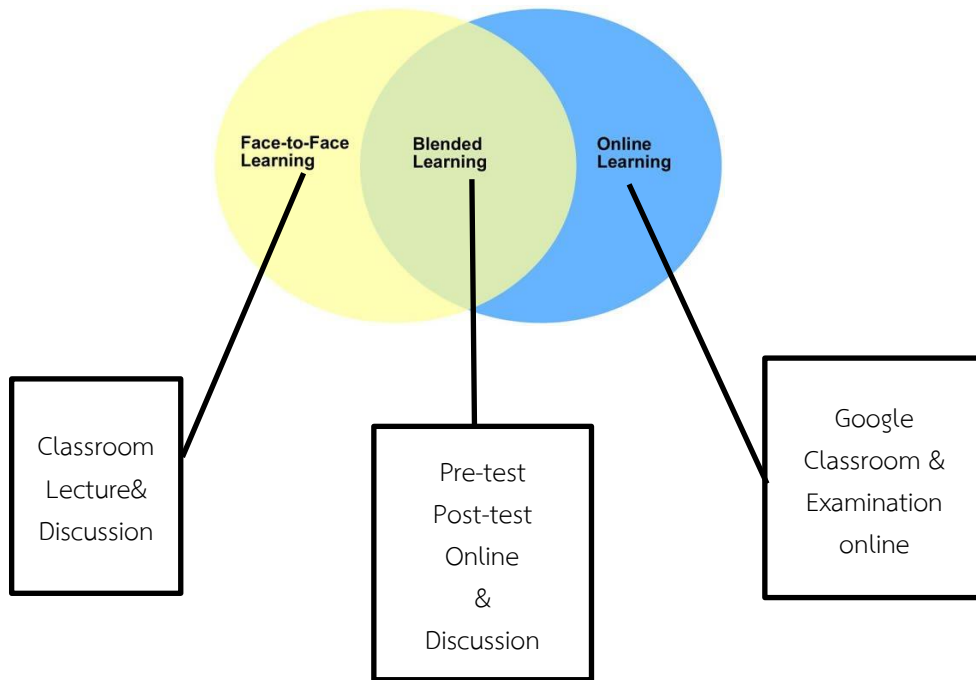 Face-to-Face
Learning
Blended
Learning
Online
Learning
Classroom
Lecture&
Discussion
Pre-test
Post-test
Online
&
Discussion
Google
Classroom &
Examination
online